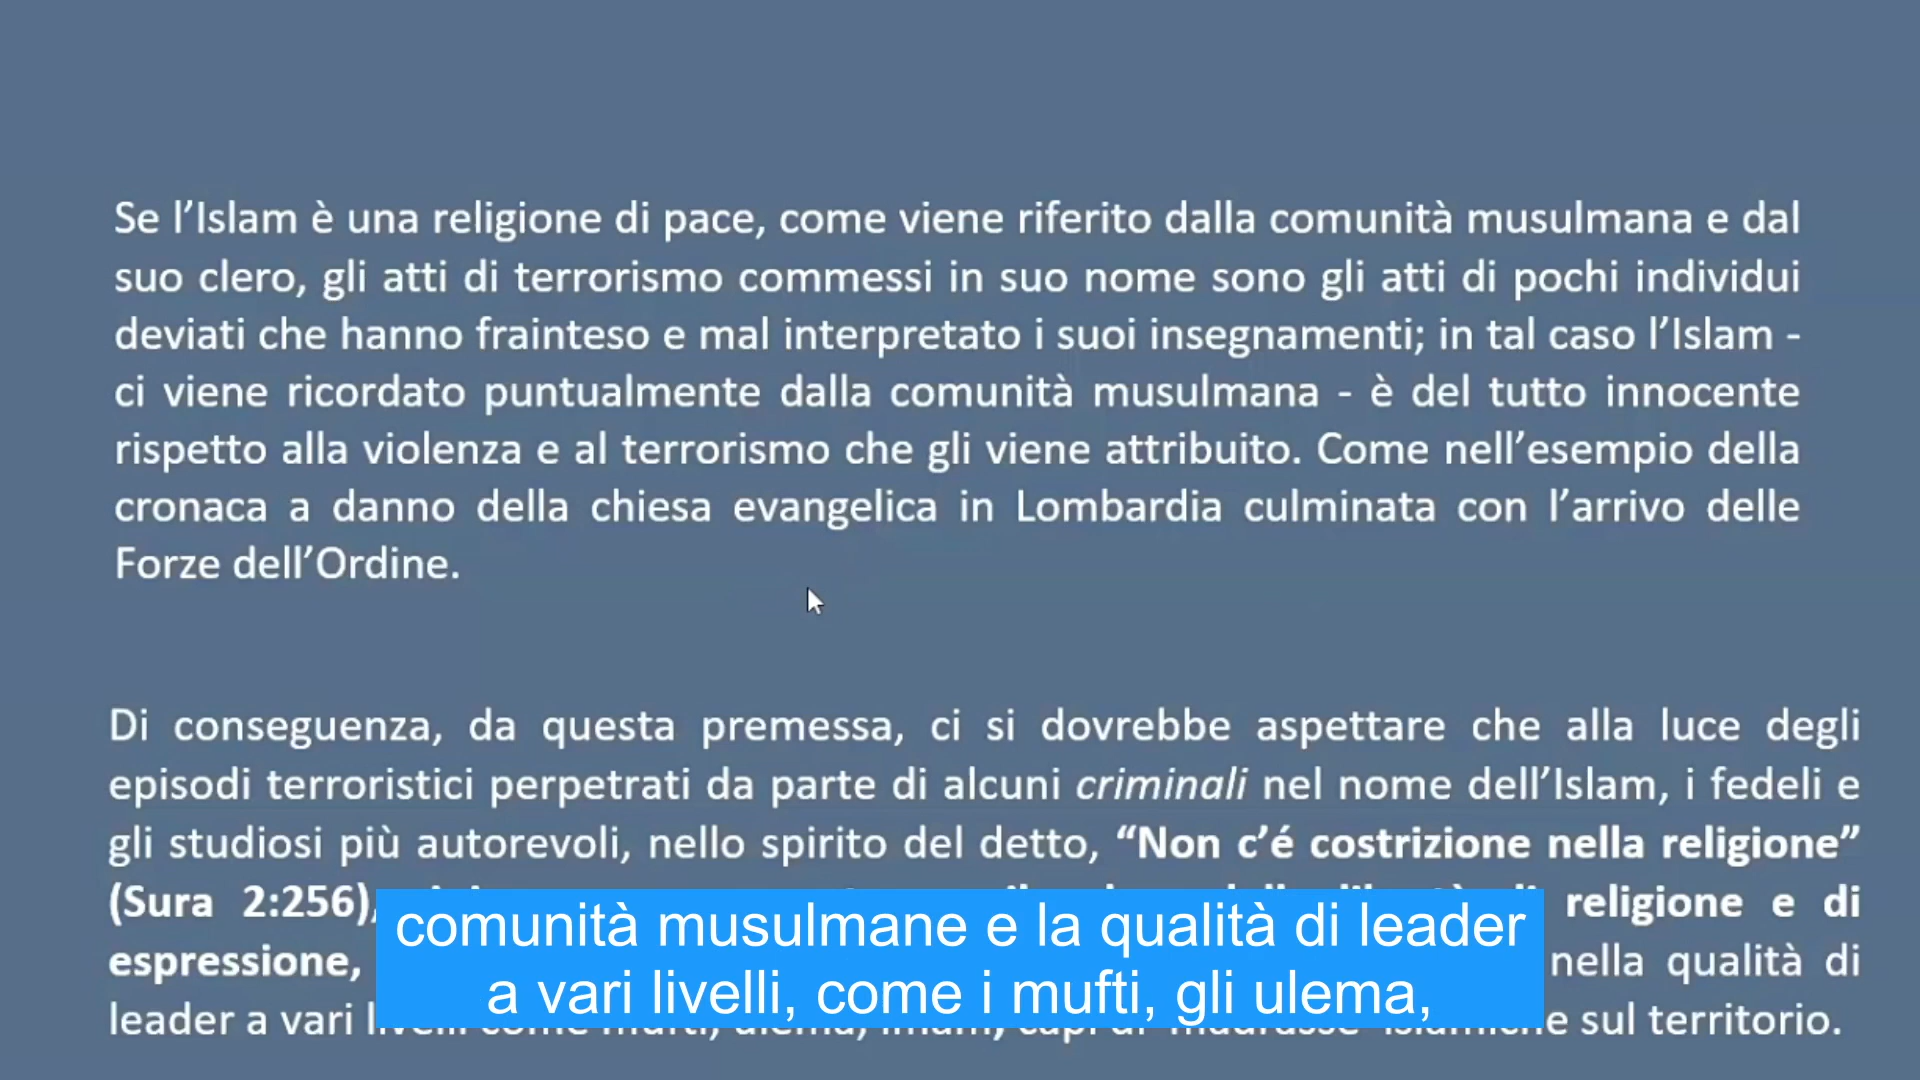 Se l’Islam è una religione di pace, come viene riferito dalla comunità musulmana e dal
suo clero, gli atti di terrorismo commessi in suo nome sono gli atti di pochi individui
deviati che hanno frainteso e mal interpretato i suoi insegnamenti; in tal caso l’Islam -
ci viene ricordato puntualmente dalla comunità musulmana - è del tutto innocente
rispetto alla violenza e al terrorismo che gli viene attribuito. Come nell’esempio della
cronaca a danno della chiesa evangelica in Lombardia culminata con l’arrivo delle
Forze dell’Ordine.
Di conseguenza, da questa premessa, ci si dovrebbe aspettare che alla luce degli
episodi terroristici perpetrati da parte di alcuni criminali nel nome dell’Islam, i fedeli e
gli studiosi più autorevoli, nello spirito del detto, “Non c’é costrizione nella religione”
(Sura 2:256), religione e di
espressione, nella qualità di
leader a vari sul territorio.
comunità musulmane e la qualità di leader
a vari livelli, come i mufti, gli ulema,